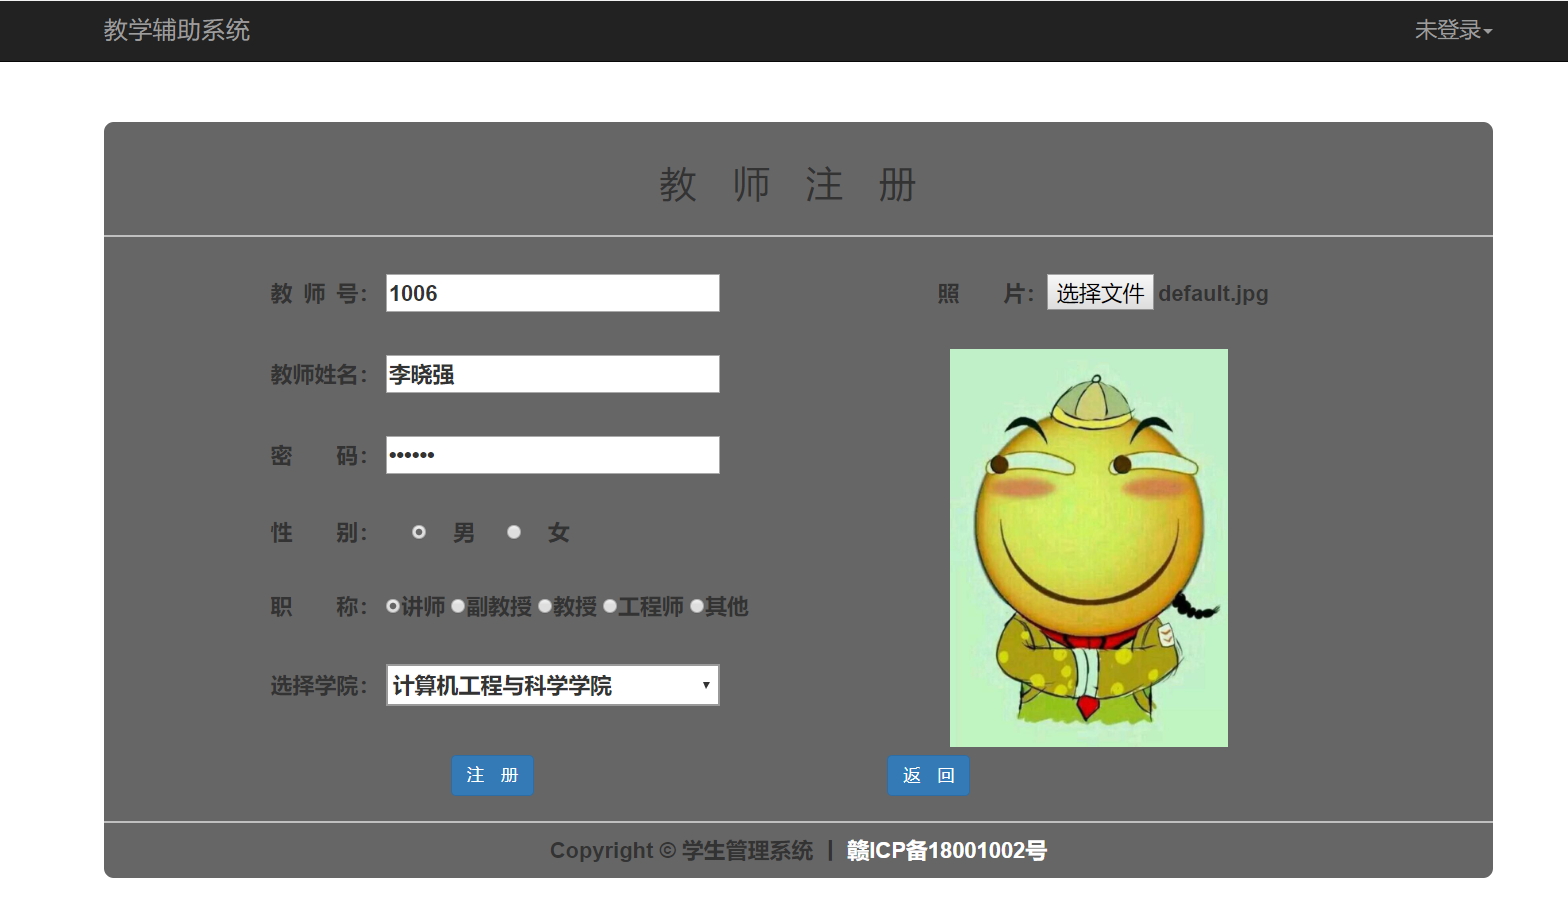 教学辅助系统 未登录
教 师 注 册
教 师 号： 1006 照 片： 选择文件 default.jpg
教师姓名： 李晓强
密 码： ••••••
性 别： 男 女
职 称： 讲师 副教授 教授 工程师 其他
选择学院： 计算机工程与科学学院
注 册 返 回
Copyright © 学生管理系统 | 赣ICP备18001002号